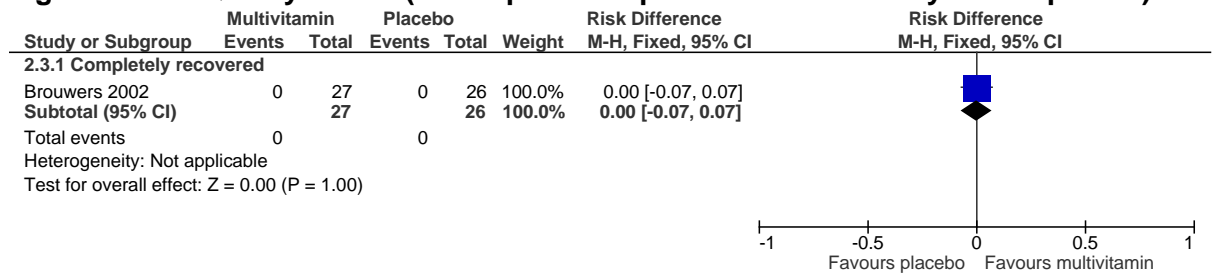 Multivitamin Placebo Risk Difference Risk Difference
Study or Subgroup Events Total Events Total Weight M-H, Fixed, 95% CI M-H, Fixed, 95% CI
2.3.1 Completely recovered
Brouwers 2002 0 27 0 26 100.0% 0.00 [-0.07, 0.07]
Subtotal (95% CI) 27 26 100.0% 0.00 [-0.07, 0.07]
Total events 0 0
Heterogeneity: Not applicable
Test for overall effect: Z = 0.00 (P = 1.00)
-1 -0.5 0 0.5 1
Favours placebo Favours multivitamin